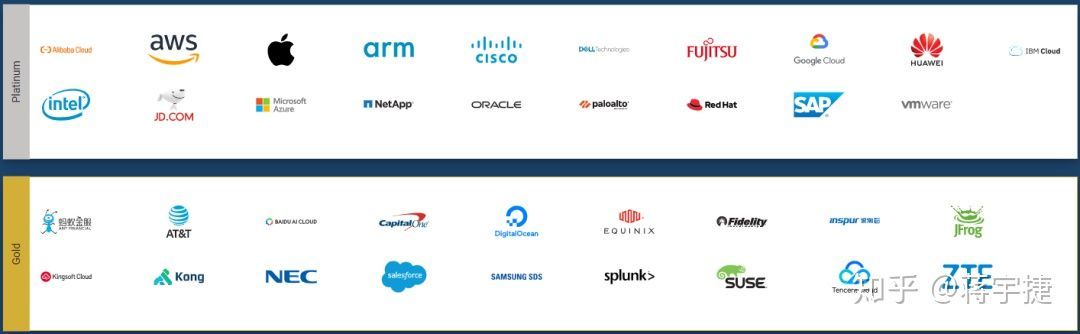 Platinum
Alibaba Cloud
aws
arm
CISCO
DELL Technologies
FUJITSU
Google Cloud
HUAWEI
IBM Cloud
intel
JD.COM
Microsoft Azure
NetApp
ORACLE
paloalto
Red Hat
SAP
vmware
Gold
蚂蚁金服
ANT FINANCIAL
AT&T
BAIDU AI CLOUD
Capital One
DigitalOcean
EQUINIX
Fidelity
inspur 浪潮
JFrog
Kingsoft Cloud
Kong
NEC
salesforce
SAMSUNG SDS
splunk>
SUSE
Tencent Cloud
ZTE
知乎 @蒋宇捷